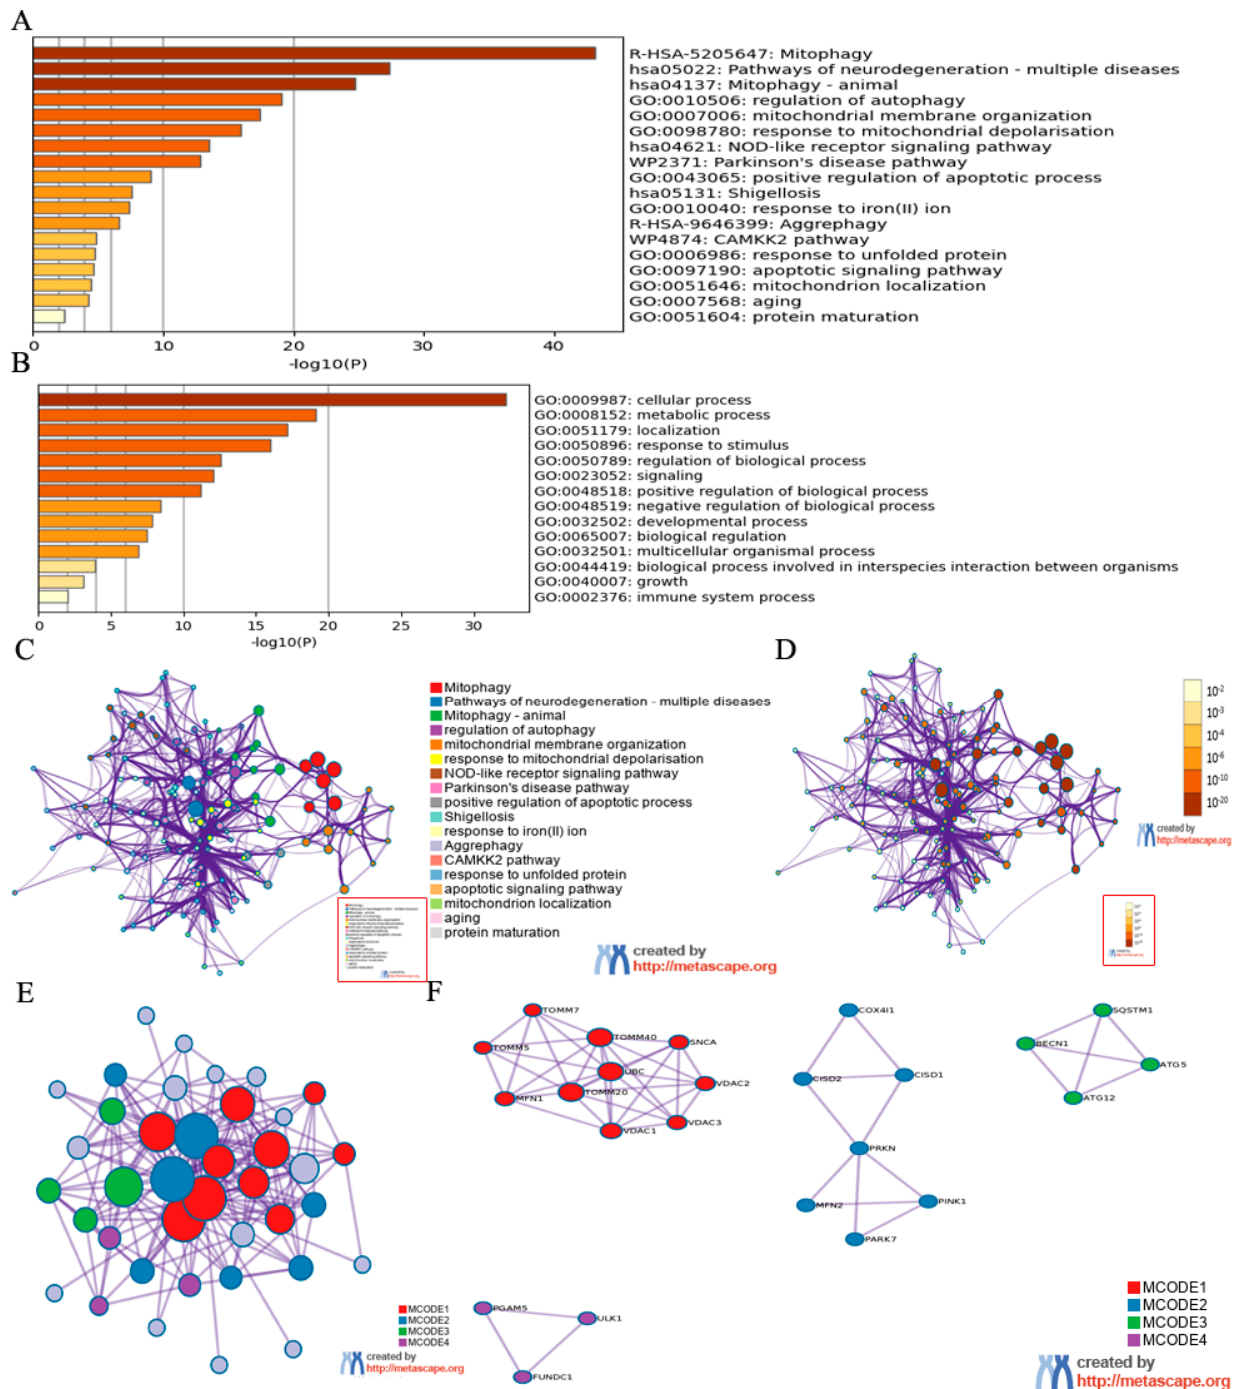 A
R-HSA-5205647: Mitophagy
hsa05022: Pathways of neurodegeneration - multiple diseases
hsa04137: Mitophagy - animal
GO:0010506: regulation of autophagy
GO:0007006: mitochondrial membrane organization
GO:0098780: response to mitochondrial depolarisation
hsa04621: NOD-like receptor signaling pathway
WP2371: Parkinson's disease pathway
GO:0043065: positive regulation of apoptotic process
hsa05131: Shigellosis
GO:0010040: response to iron(II) ion
R-HSA-9646399: Aggrephagy
WP4874: CAMKK2 pathway
GO:0006986: response to unfolded protein
GO:0097190: apoptotic signaling pathway
GO:0051646: mitochondrion localization
GO:0007568: aging
GO:0051604: protein maturation
0 10 20 30 40
-log10(P)
B
GO:0009987: cellular process
GO:0008152: metabolic process
GO:0051179: localization
GO:0050896: response to stimulus
GO:0050789: regulation of biological process
GO:0023052: signaling
GO:0048518: positive regulation of biological process
GO:0048519: negative regulation of biological process
GO:0032502: developmental process
GO:0065007: biological regulation
GO:0032501: multicellular organismal process
GO:0044419: biological process involved in interspecies interaction between organisms
GO:0040007: growth
GO:0002376: immune system process
0 5 10 15 20 25 30
-log10(P)
C
Mitophagy
Pathways of neurodegeneration - multiple diseases
Mitophagy - animal
regulation of autophagy
mitochondrial membrane organization
response to mitochondrial depolarisation
NOD-like receptor signaling pathway
Parkinson's disease pathway
positive regulation of apoptotic process
Shigellosis
response to iron(II) ion
Aggrephagy
CAMKK2 pathway
response to unfolded protein
apoptotic signaling pathway
mitochondrion localization
aging
protein maturation
created by
http://metascape.org
D
10-2
10-3
10-4
10-6
10-10
10-20
created by
http://metascape.org
E
MCODE1
MCODE2
MCODE3
MCODE4
created by
http://metascape.org
F
TOMM7
TOMM40
SNCA
TOMM5
UBC
VDAC2
TOMM20
MFN1
VDAC3
VDAC1
COX4I1
CISD2
CISD1
PRKN
MFN2
PINK1
PARK7
SQSTM1
BECN1
ATG5
ATG12
PGAM5
ULK1
FUNDC1
MCODE1
MCODE2
MCODE3
MCODE4
created by
http://metascape.org